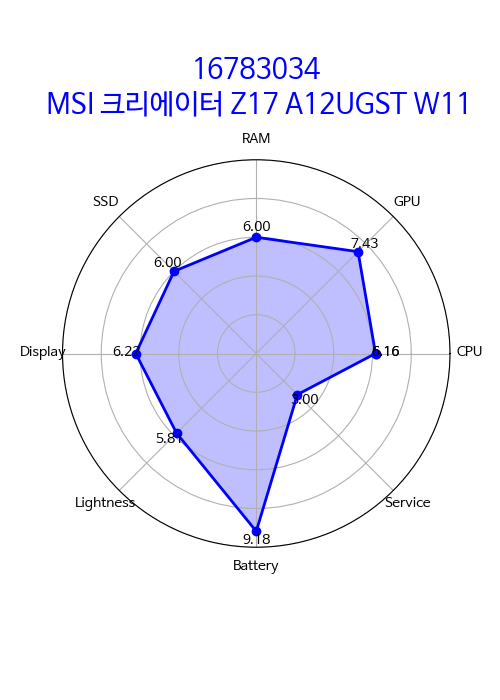 16783034
MSI 크리에이터 Z17 A12UGST W11
RAM
SSD
GPU
6.00
7.43
6.00
Display
6.22
6.16
CPU
3.00
5.81
Lightness
Service
9.18
Battery